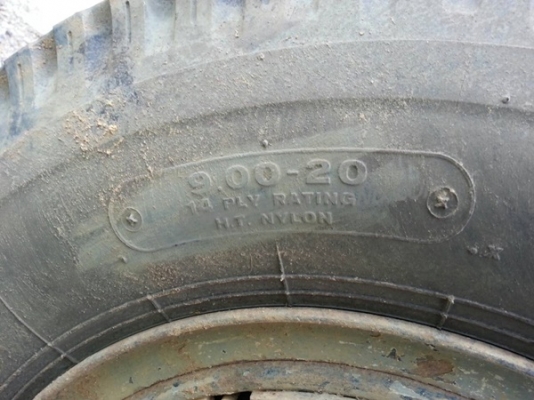 9.00-20
14 PLY RATING
H.T. NYLON